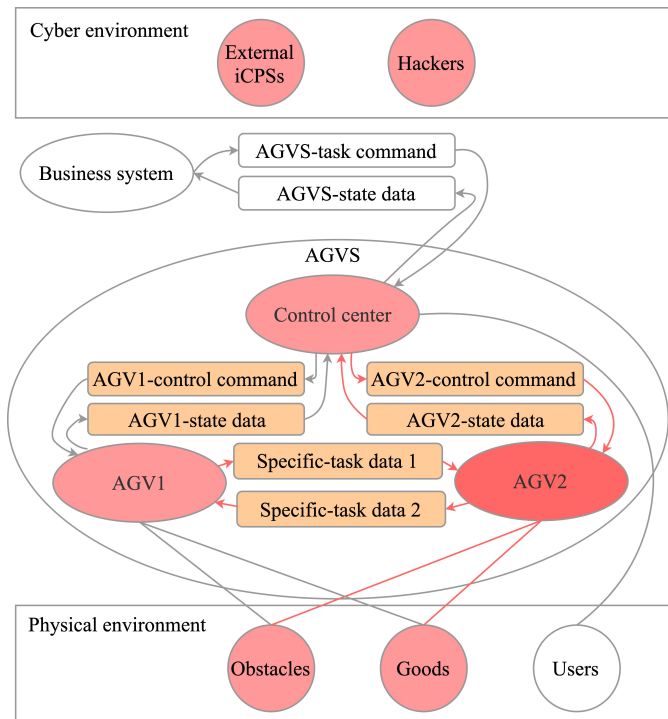 Cyber environment
External
iCPSs
Hackers
Business system
AGVS-task command
AGVS-state data
AGVS
Control center
AGV1-control command
AGV2-control command
AGV1-state data
AGV2-state data
AGV1
Specific-task data 1
AGV2
Specific-task data 2
Physical environment
Obstacles
Goods
Users